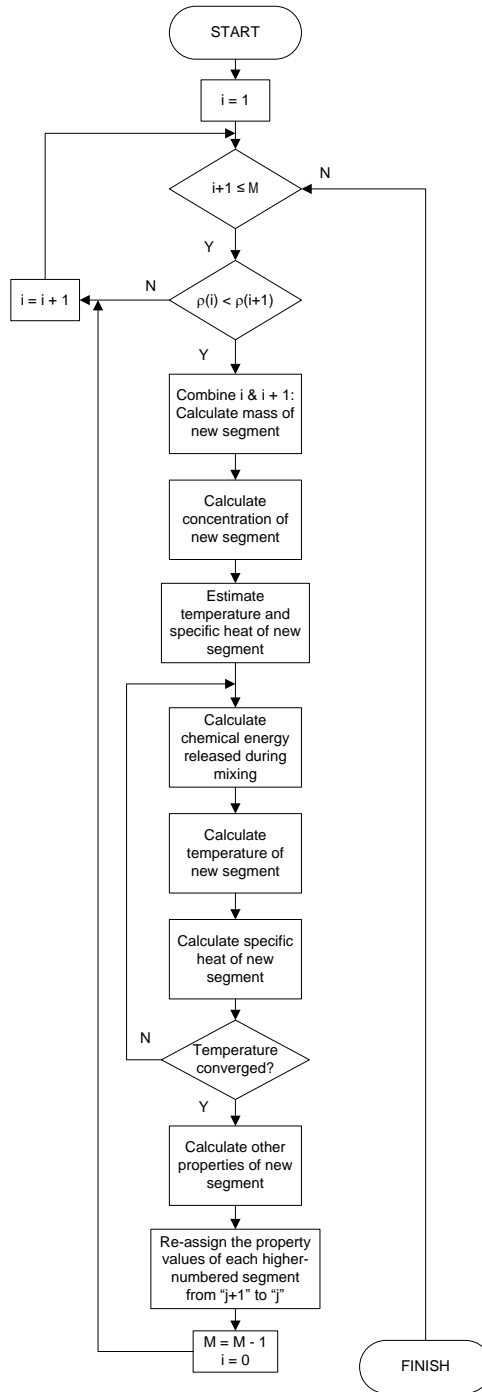 START
i = 1
N
i+1 ≤ M
Y
i = i + 1
N
ρ(i) < ρ(i+1)
Y
Combine i & i + 1:
Calculate mass of
new segment
Calculate
concentration of
new segment
Estimate
temperature and
specific heat of new
segment
Calculate
chemical energy
released during
mixing
Calculate
temperature of
new segment
Calculate specific
heat of new
segment
N
Temperature
converged?
Y
Calculate other
properties of new
segment
Re-assign the property
values of each higher-
numbered segment
from “j+1” to “j”
M = M - 1
i = 0
FINISH